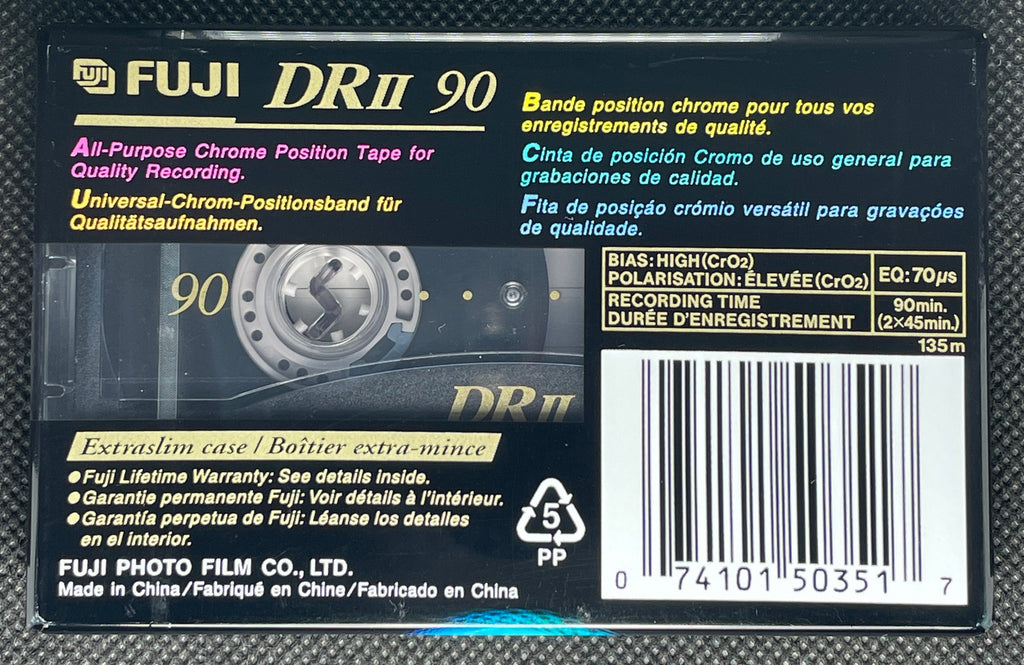 FUJI FUJI DRII 90
All-Purpose Chrome Position Tape for
Quality Recording.
Universal-Chrom-Positionsband für
Qualitätsaufnahmen.
Bande position chrome pour tous vos
enregistrements de qualité.
Cinta de posición Cromo de uso general para
grabaciones de calidad.
Fita de posiçáo crómio versátil para gravaçóes
de qualidade.
90
DRII
BIAS: HIGH (CrO2)
POLARISATION: ÉLEVÉE (CrO2)
EQ: 70µs
RECORDING TIME
DURÉE D'ENREGISTREMENT
90min.
(2×45min.)
135m
Extraslim case / Boîtier extra-mince
●Fuji Lifetime Warranty: See details inside.
●Garantie permanente Fuji: Voir détails à l'intérieur.
●Garantía perpetua de Fuji: Léanse los detalles
en el interior.
5
PP
FUJI PHOTO FILM CO., LTD.
Made in China/Fabriqué en Chine/Fabricado en China
0 74101 50351 7